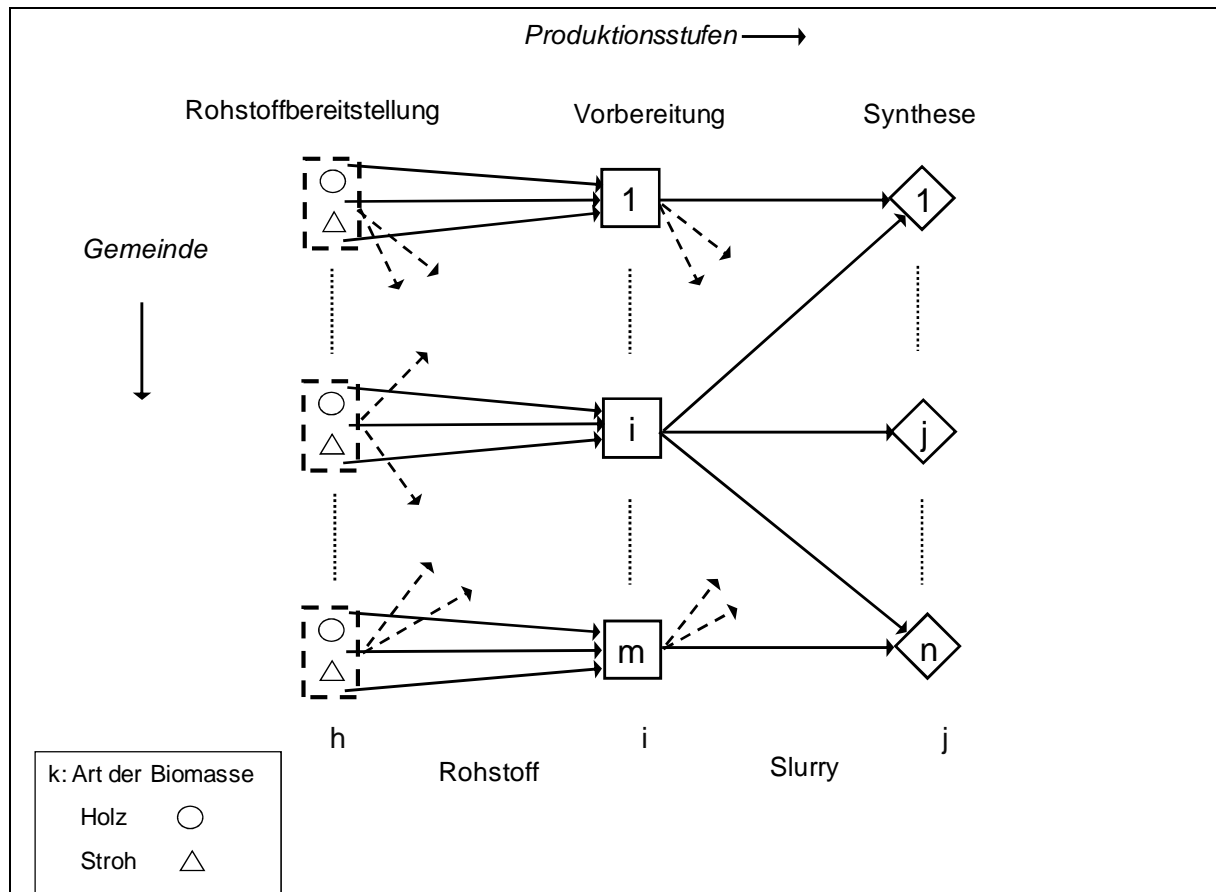 Produktionsstufen
Rohstoffbereitstellung Vorbereitung Synthese
1 1
Gemeinde
i j
m n
h i j
Rohstoff Slurry
k: Art der Biomasse
Holz
Stroh